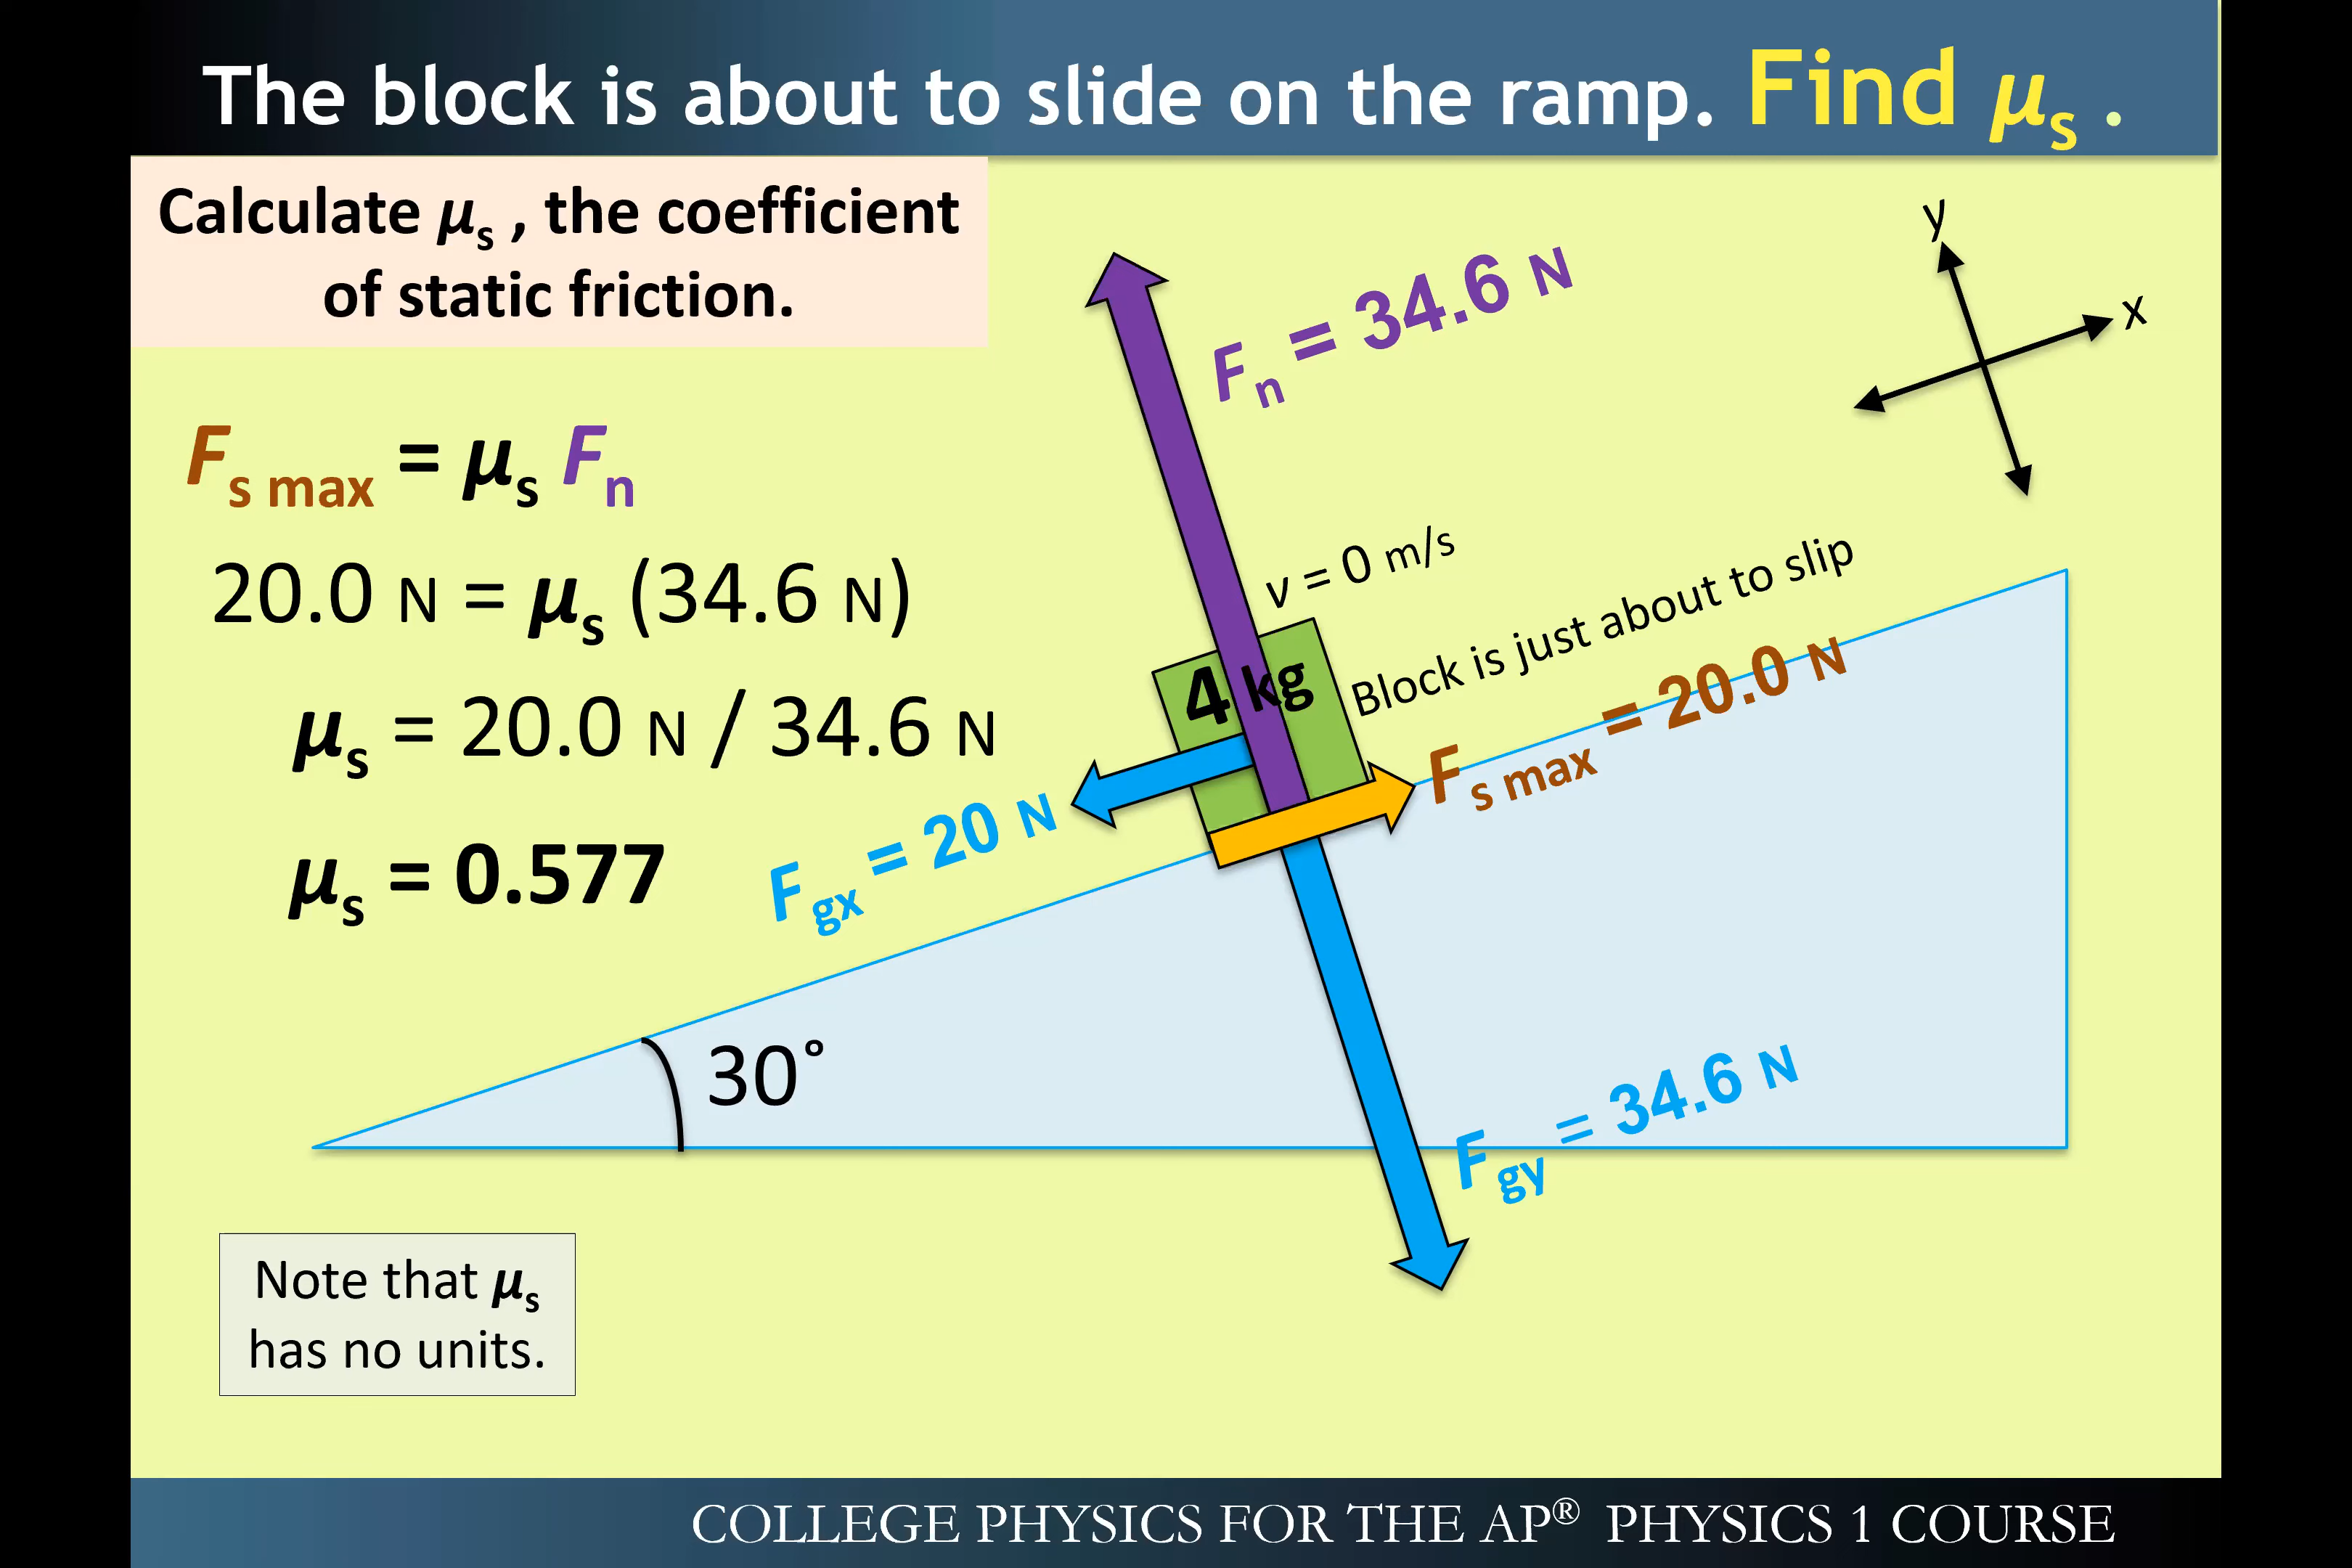 The block is about to slide on the ramp. Find μs .
Calculate μs , the coefficient
of static friction.
Fs max = μs Fn
20.0 N = μs (34.6 N)
μs = 20.0 N / 34.6 N
μs = 0.577
Fn = 34.6 N
y
x
v = 0 m/s
Block is just about to slip
4 kg
Fs max = 20.0 N
Fgx = 20 N
30°
Fgy = 34.6 N
Note that μs
has no units.
COLLEGE PHYSICS FOR THE AP® PHYSICS 1 COURSE